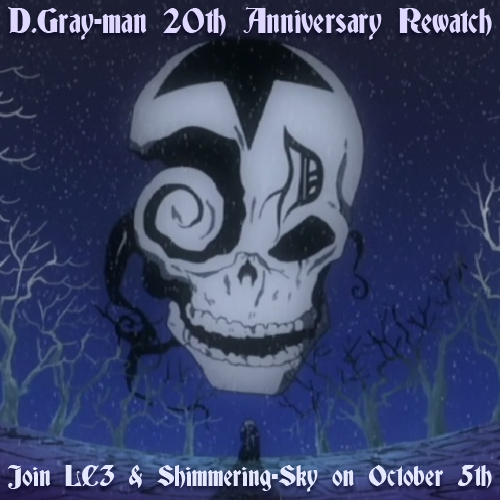 D.Gray-man 20th Anniversary Rewatch
D
Join LC3 & Shimmering-Sky on October 5th